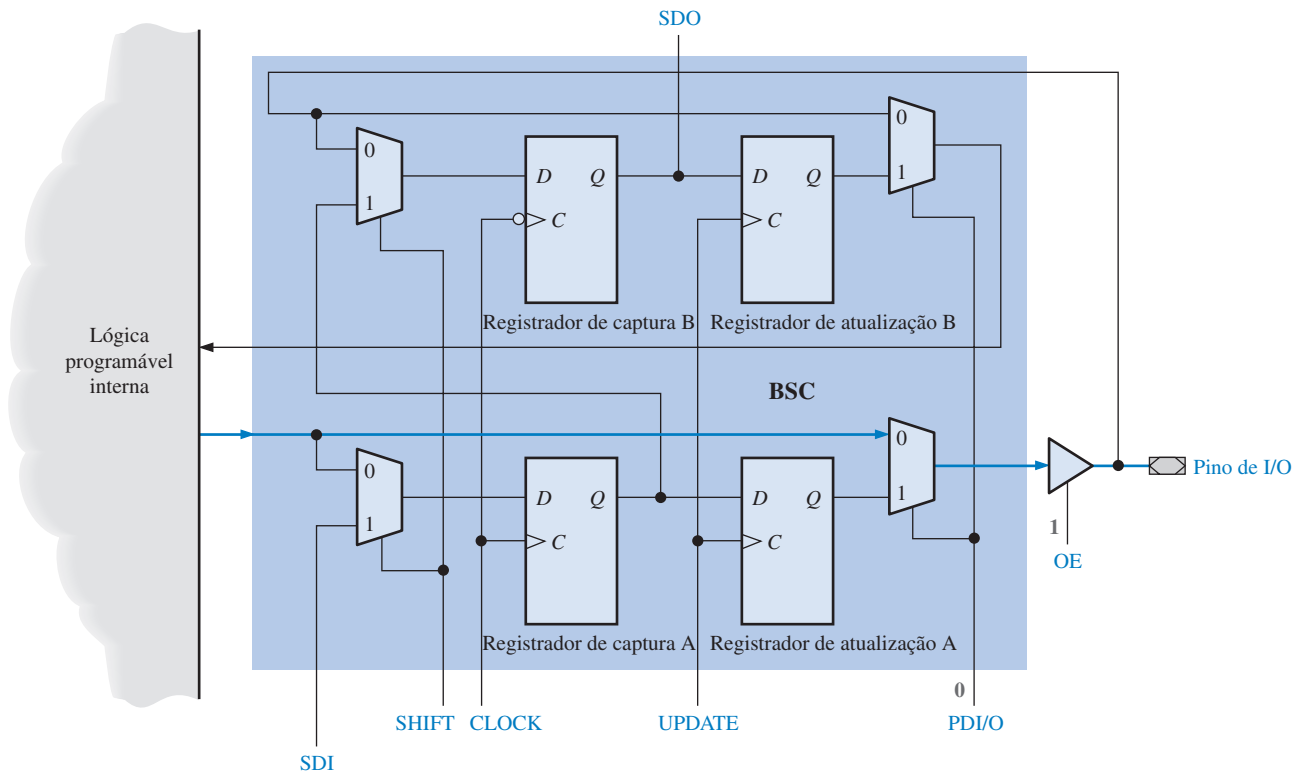 SDO
0
0
1
D
Q
C
D
Q
C
1
Registrador de captura B
Registrador de atualização B
Lógica
programável
interna
BSC
0
0
1
D
Q
C
D
Q
C
1
Pino de I/O
1
OE
Registrador de captura A
Registrador de atualização A
0
SHIFT
CLOCK
UPDATE
PDI/O
SDI